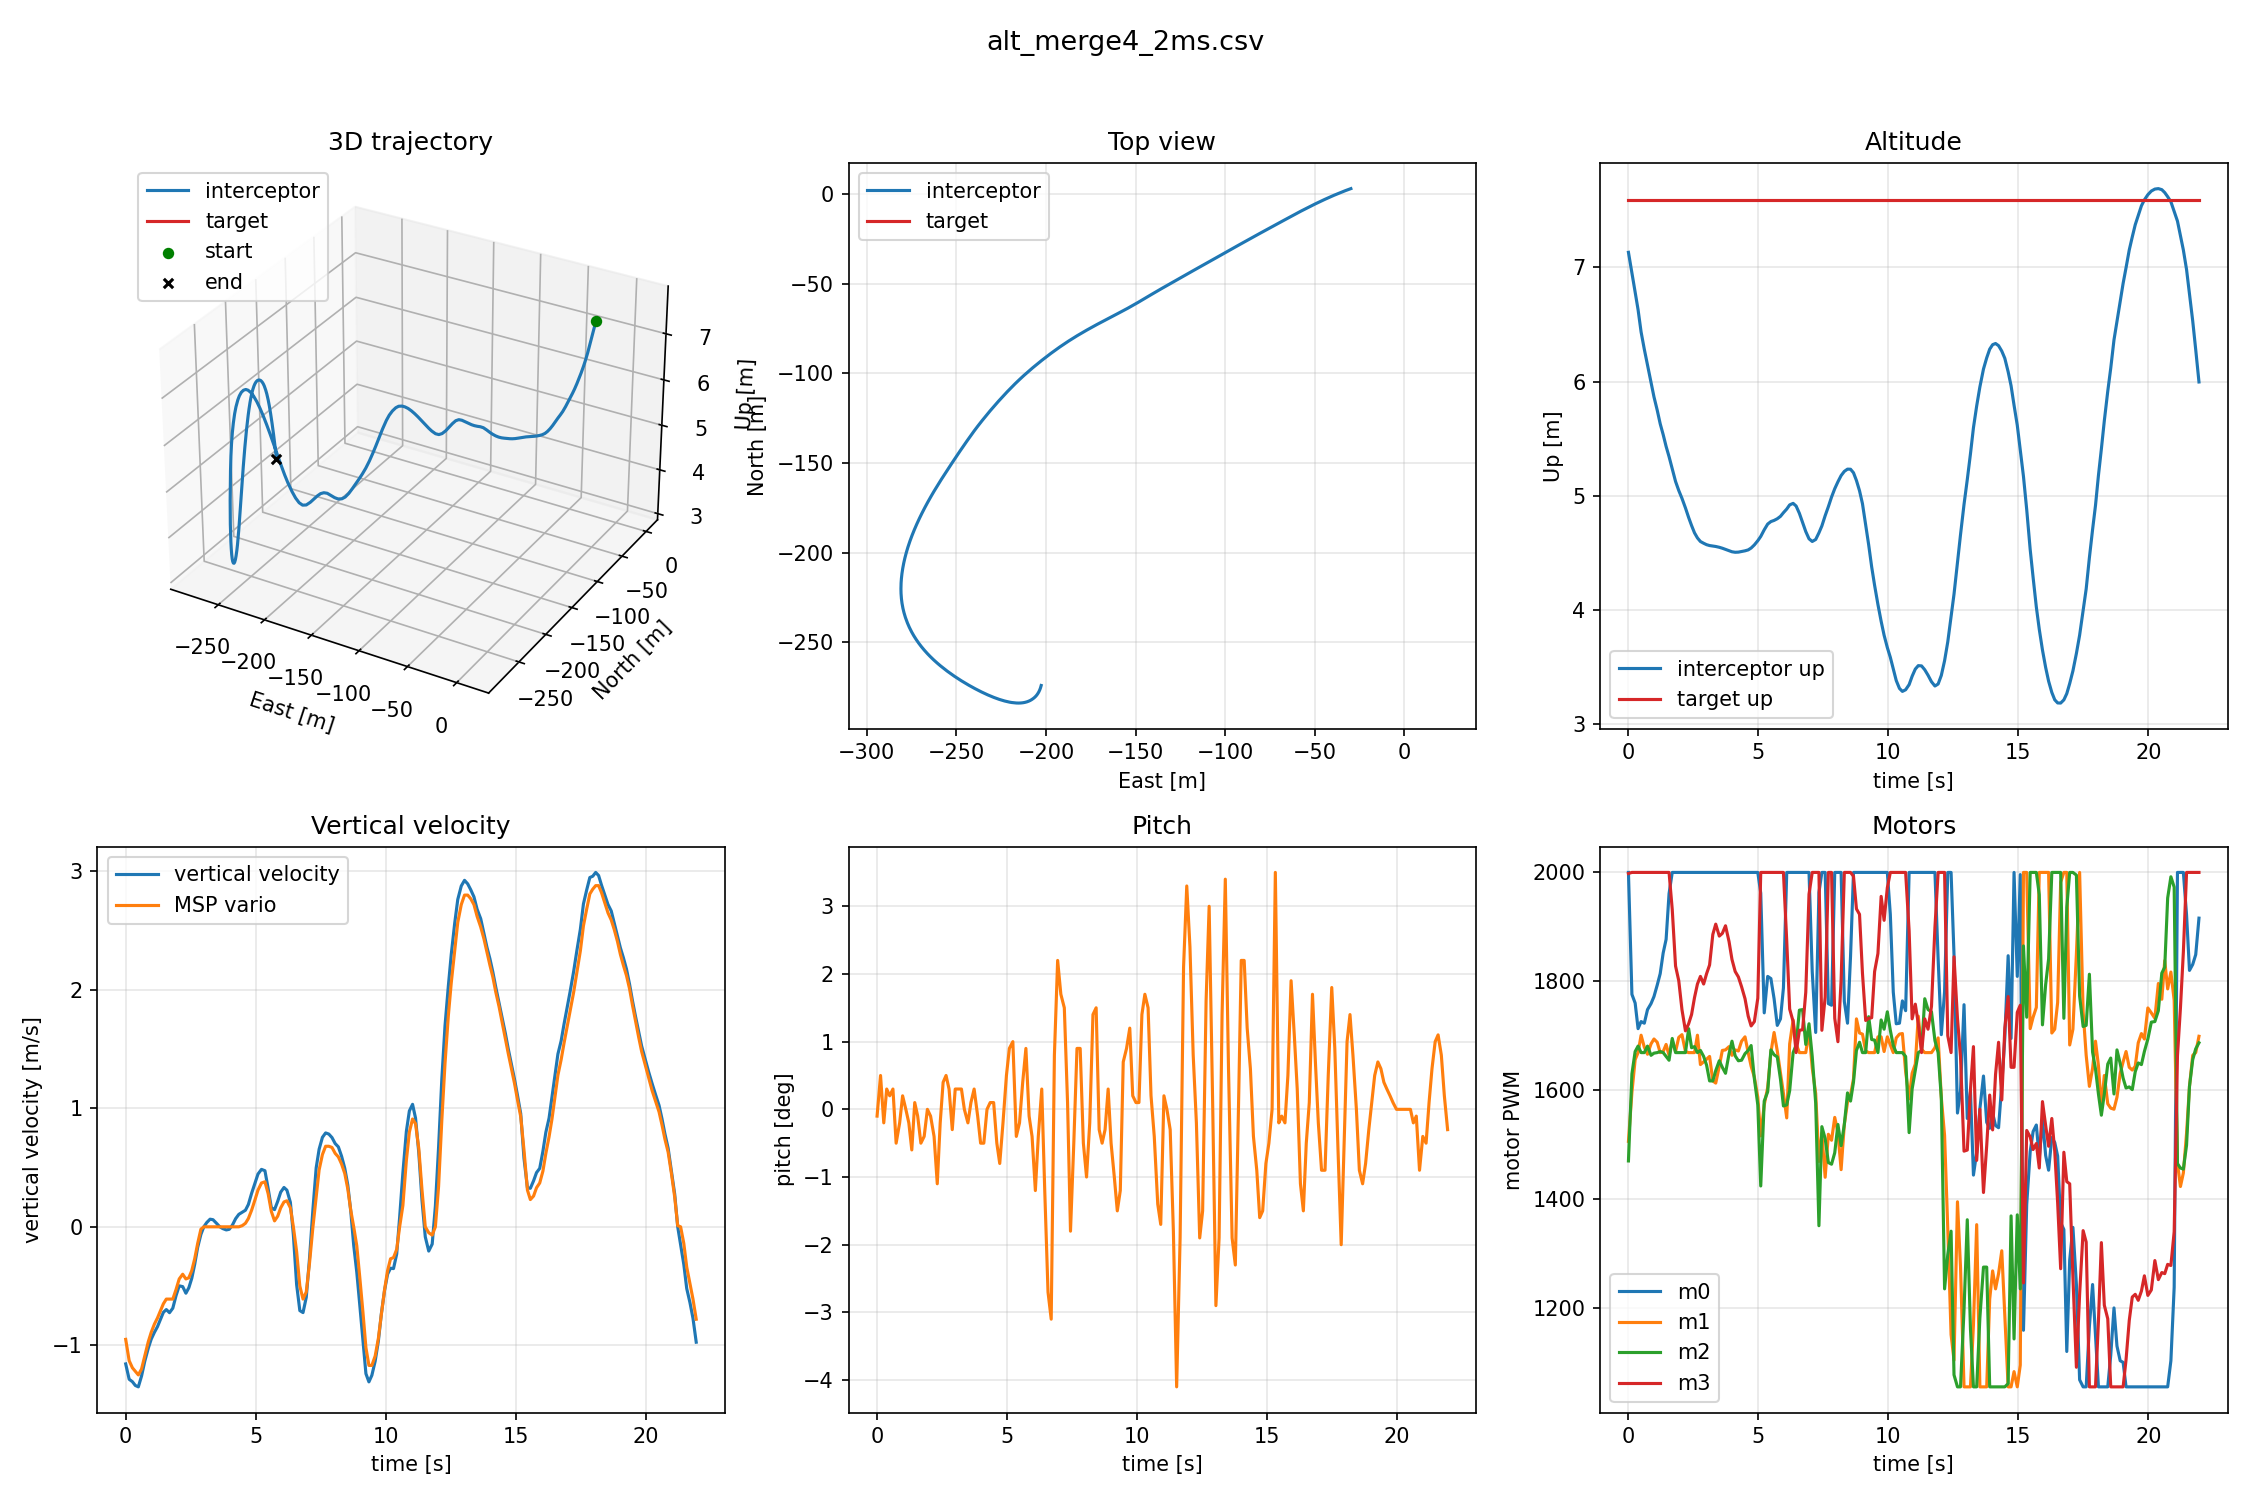 alt_merge4_2ms.csv
3D trajectory
interceptor
target
start
end
7
6
5
4
3
Up [m]
0
−50
−100
−150
−200
−250
North [m]
−250
−200
−150
−100
−50
0
East [m]
Top view
interceptor
target
0
−50
−100
−150
−200
−250
North [m]
−300
−250
−200
−150
−100
−50
0
East [m]
Altitude
7
6
5
4
3
Up [m]
interceptor up
target up
0
5
10
15
20
time [s]
Vertical velocity
vertical velocity
MSP vario
3
2
1
0
−1
vertical velocity [m/s]
0
5
10
15
20
time [s]
Pitch
3
2
1
0
−1
−2
−3
−4
pitch [deg]
0
5
10
15
20
time [s]
Motors
2000
1800
1600
1400
1200
motor PWM
m0
m1
m2
m3
0
5
10
15
20
time [s]